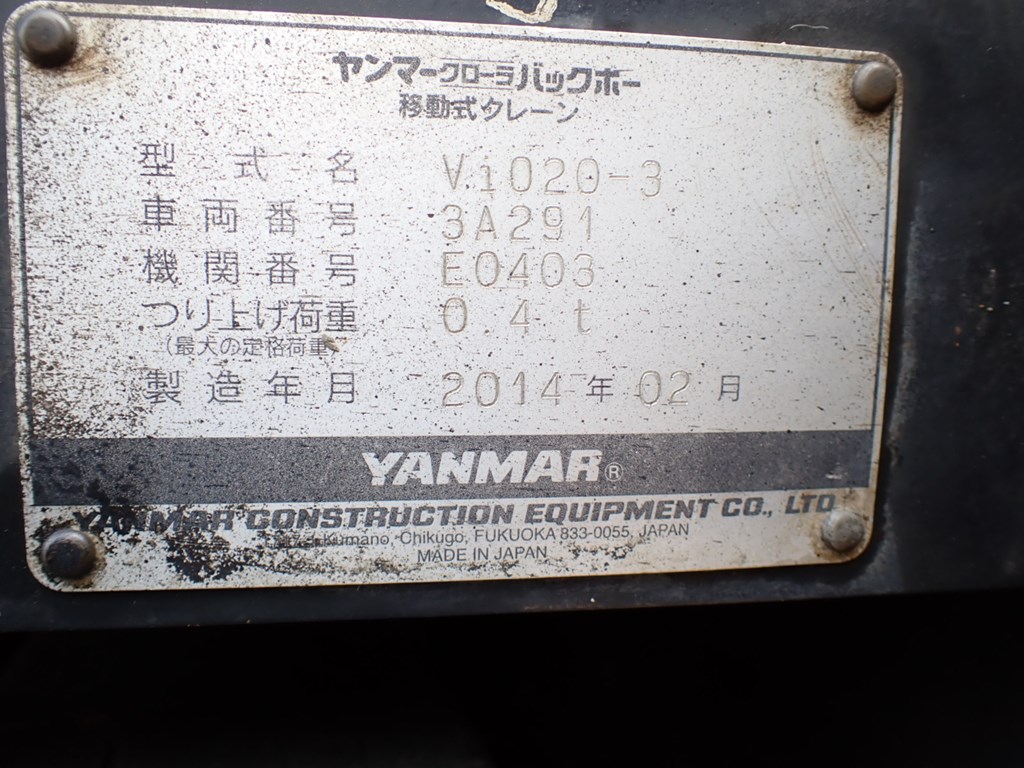 ヤンマークローラバックホー
移動式クレーン
型式名 ViO20-3
車両番号 3A291
機関番号 E0403
つり上げ荷重 0.4 t
(最大の定格荷重)
製造年月 2014年02月
YANMAR®
YANMAR CONSTRUCTION EQUIPMENT CO., LTD
Kumano, Chikugo, FUKUOKA 833-0055, JAPAN
MADE IN JAPAN